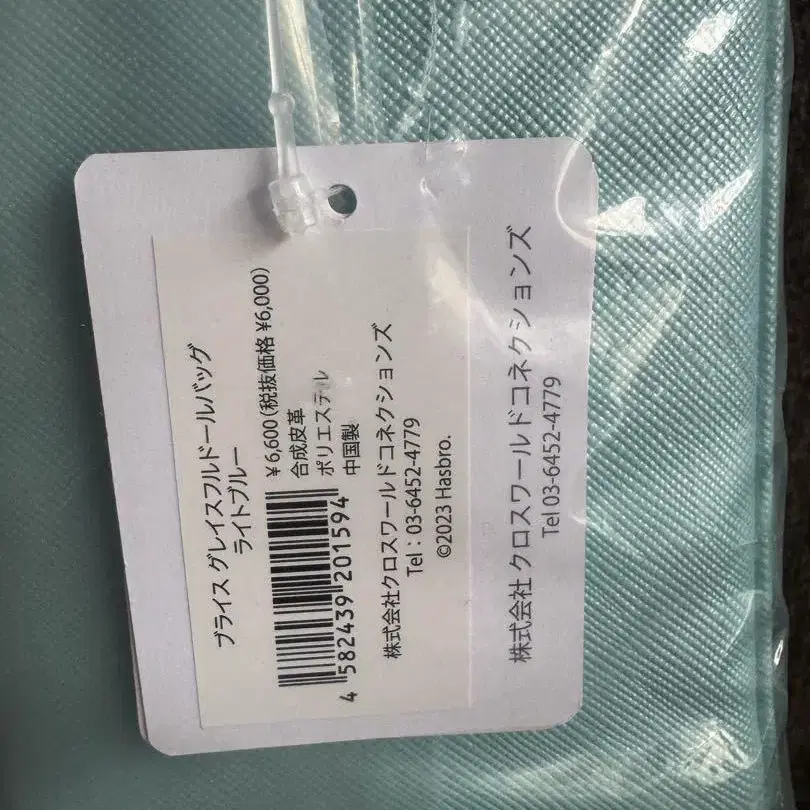 ブライス グレイスフルドールバッグ
ライトブルー
¥6,600(税抜価格 ¥6,000)
合成皮革
ポリエステル
中国製
4 582439 201594
株式会社クロスワールドコネクションズ
Tel：03-6452-4779
©2023 Hasbro.
株式会社 クロスワールドコネクションズ
Tel 03-6452-4779